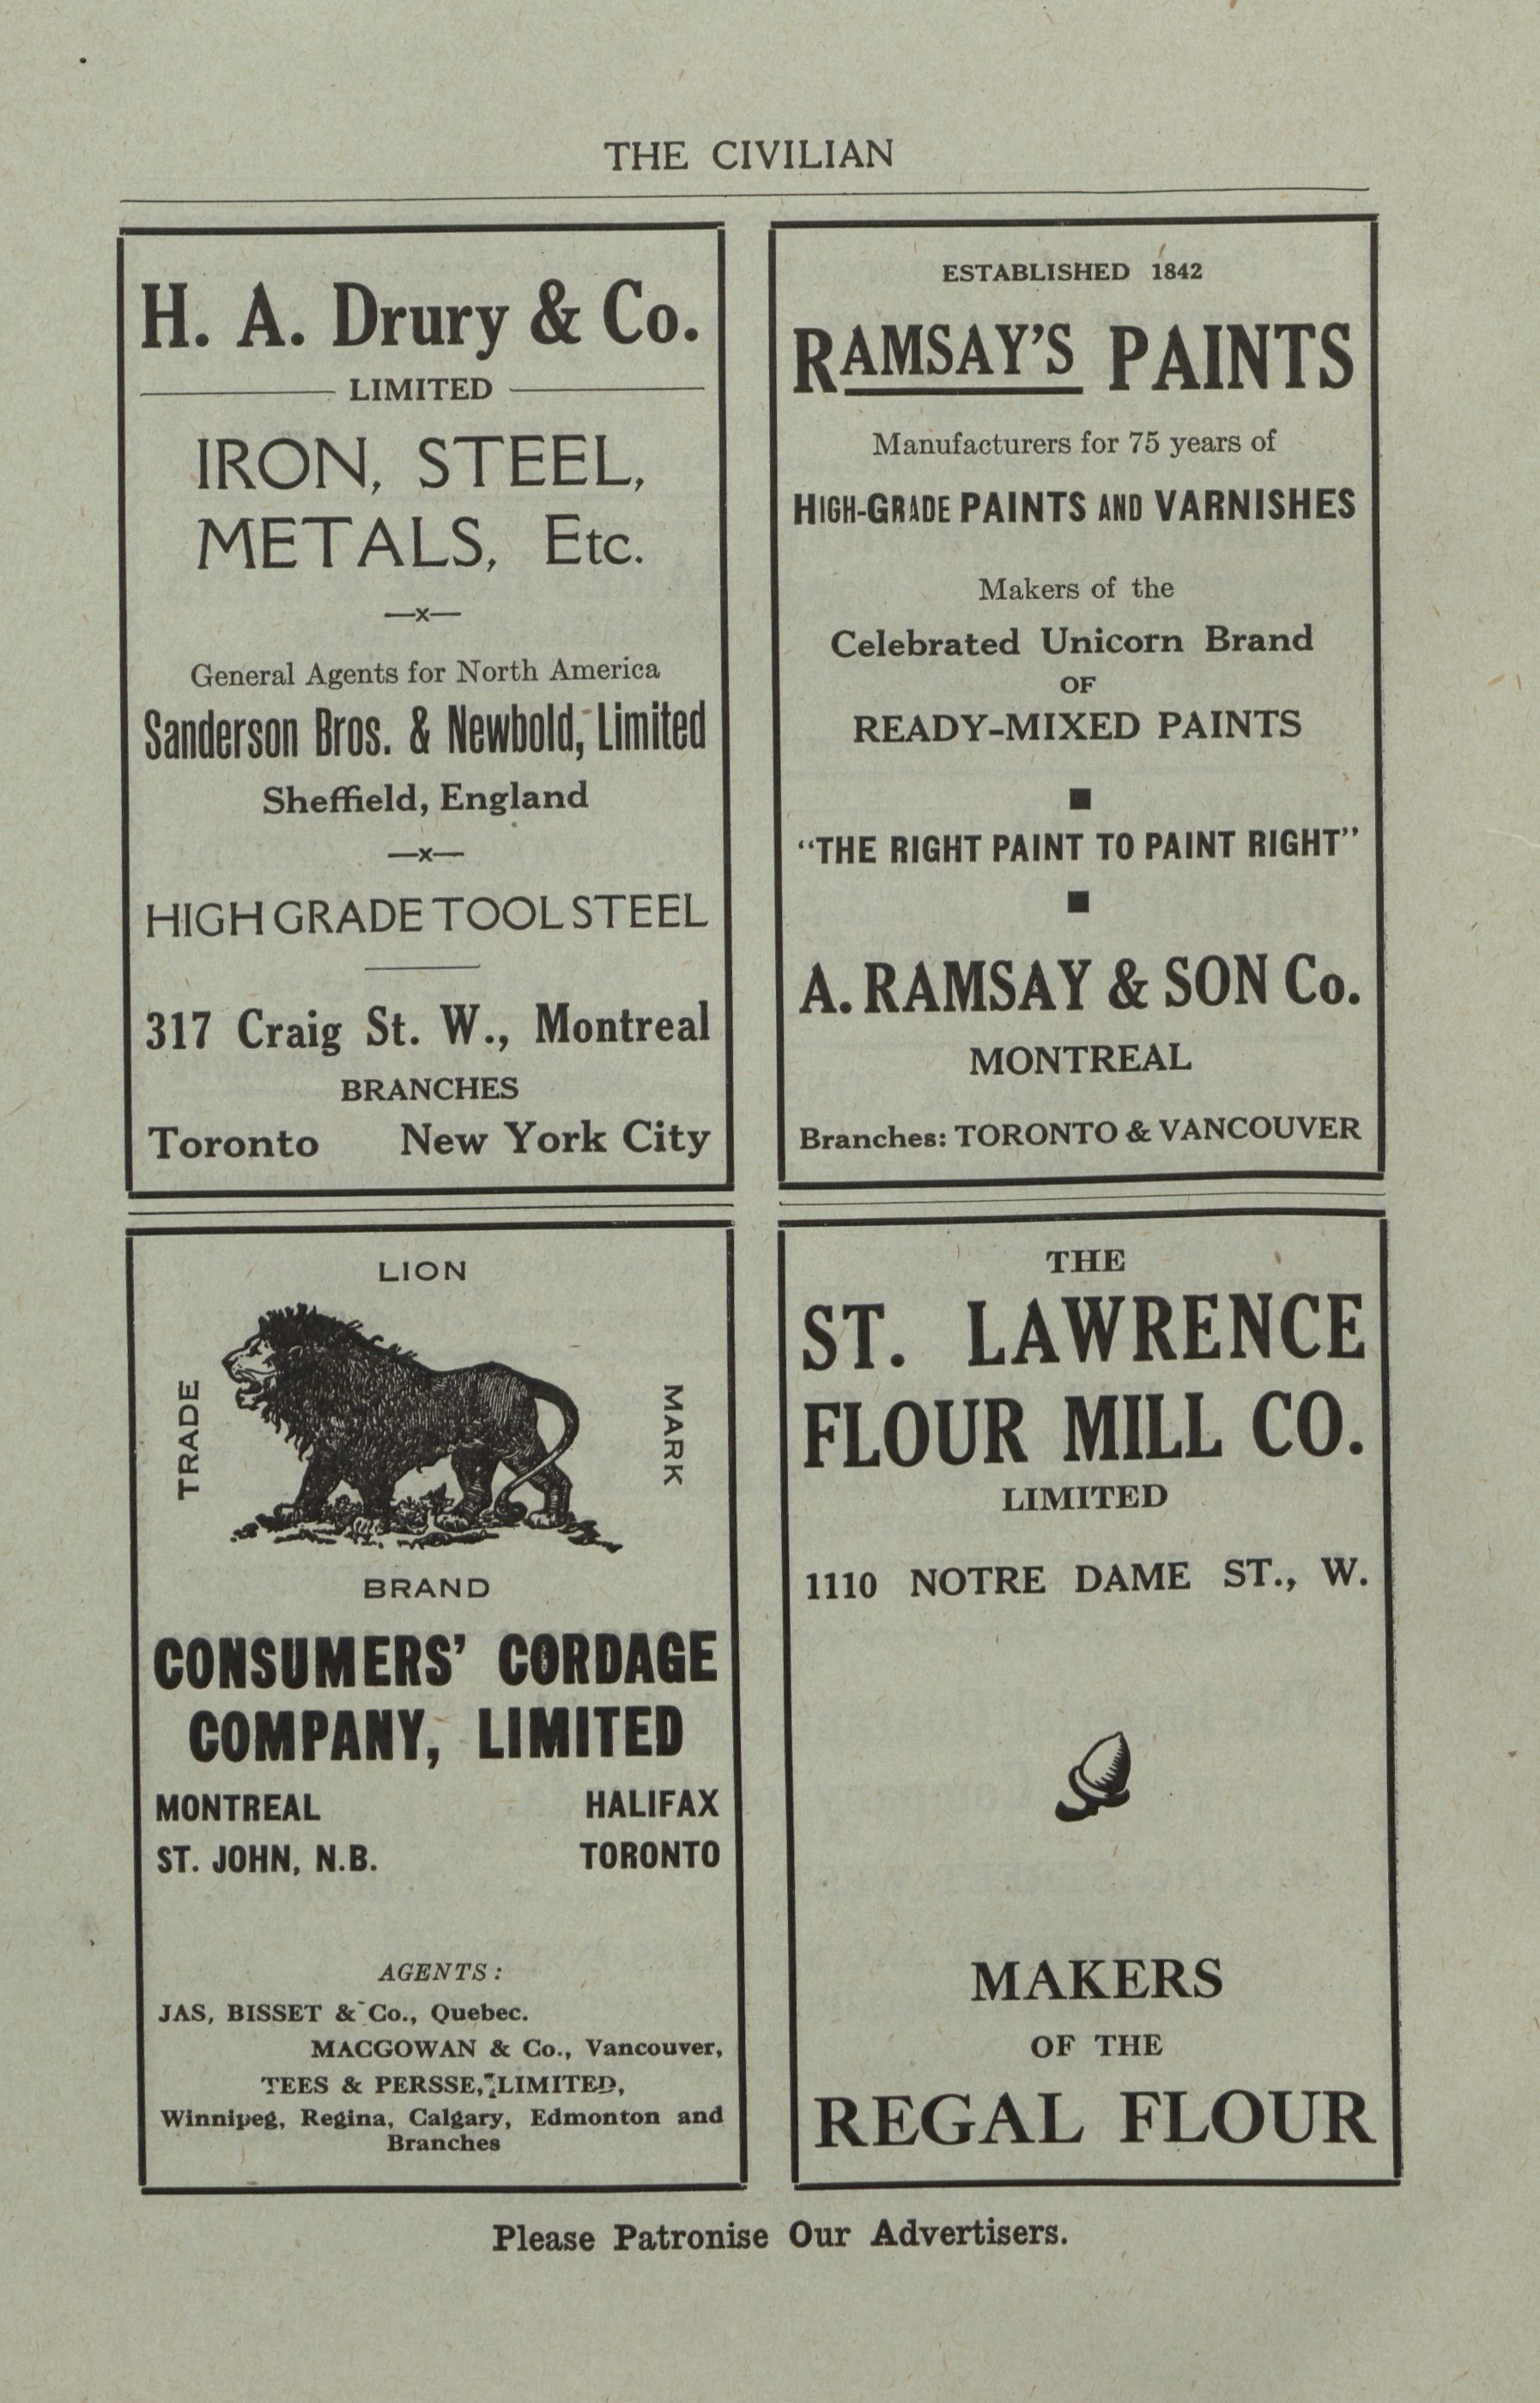 THE CIVILIAN
H. A. Drury & Co.
LIMITED
IRON, STEEL,
METALS, Etc.
—x—
General Agents for North America
Sanderson Bros. & Newbold, Limited
Sheffield, England
—x—
HIGH GRADE TOOL STEEL
317 Craig St. W., Montreal
BRANCHES
Toronto New York City
ESTABLISHED 1842
RAMSAY'S PAINTS
Manufacturers for 75 years of
HIGH-GRADE PAINTS AND VARNISHES
Makers of the
Celebrated Unicorn Brand
OF
READY-MIXED PAINTS
"THE RIGHT PAINT TO PAINT RIGHT"
A. RAMSAY & SON Co.
MONTREAL
Branches: TORONTO & VANCOUVER
LION
TRADE
MARK
BRAND
CONSUMERS' CORDAGE
COMPANY, LIMITED
MONTREAL HALIFAX
ST. JOHN, N.B. TORONTO
AGENTS:
JAS, BISSET & Co., Quebec.
MACGOWAN & Co., Vancouver,
TEES & PERSSE, LIMITED,
Winnipeg, Regina, Calgary, Edmonton and
Branches
THE
ST. LAWRENCE
FLOUR MILL CO.
LIMITED
1110 NOTRE DAME ST., W.
MAKERS
OF THE
REGAL FLOUR
Please Patronise Our Advertisers.